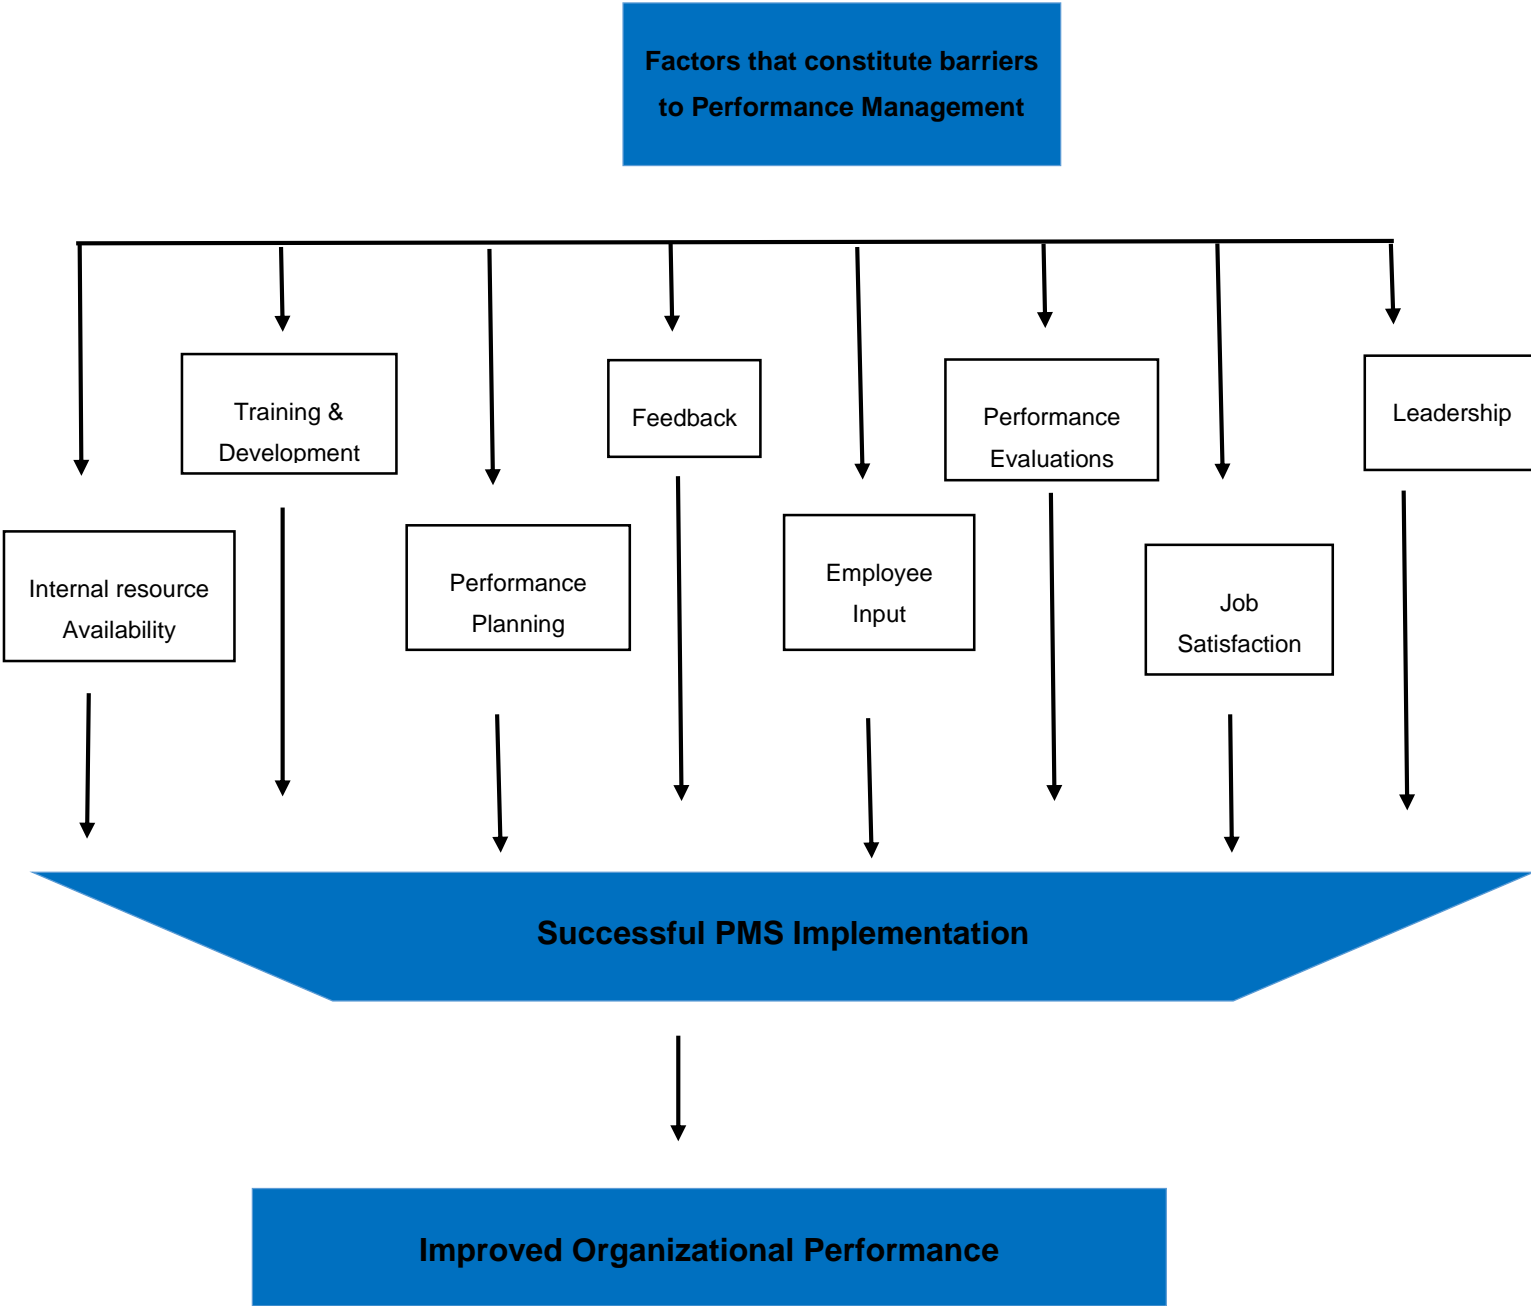 Factors that constitute barriers
to Performance Management
Training &
Development
Feedback
Performance
Evaluations
Leadership
Internal resource
Availability
Performance
Planning
Employee
Input
Job
Satisfaction
Successful PMS Implementation
Improved Organizational Performance